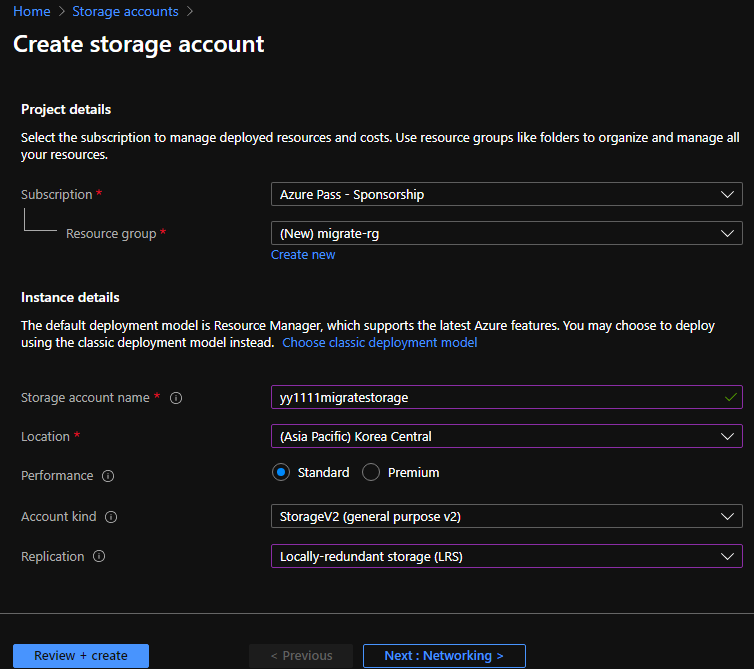 Home > Storage accounts >
Create storage account
Project details
Select the subscription to manage deployed resources and costs. Use resource groups like folders to organize and manage all
your resources.
Subscription * Azure Pass - Sponsorship
Resource group * (New) migrate-rg
Create new
Instance details
The default deployment model is Resource Manager, which supports the latest Azure features. You may choose to deploy
using the classic deployment model instead. Choose classic deployment model
Storage account name * yy1111migratestorage
Location * (Asia Pacific) Korea Central
Performance Standard Premium
Account kind StorageV2 (general purpose v2)
Replication Locally-redundant storage (LRS)
Review + create < Previous Next : Networking >